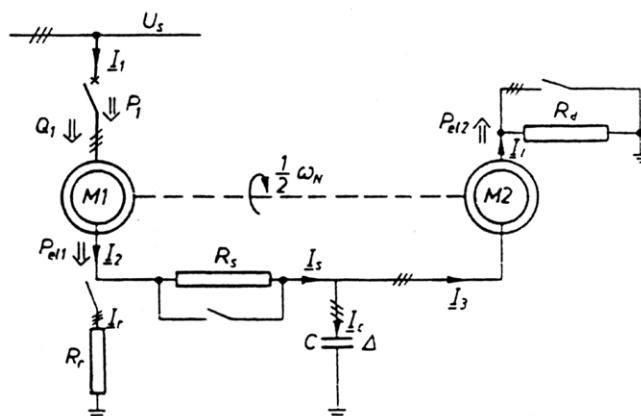 U_s
I_1
P_1
Q_1
M1
1/2 ω_N
M2
P_el2
I_l
R_d
P_el1
I_2
R_s
I_s
I_3
I_r
R_r
C
I_c
Δ